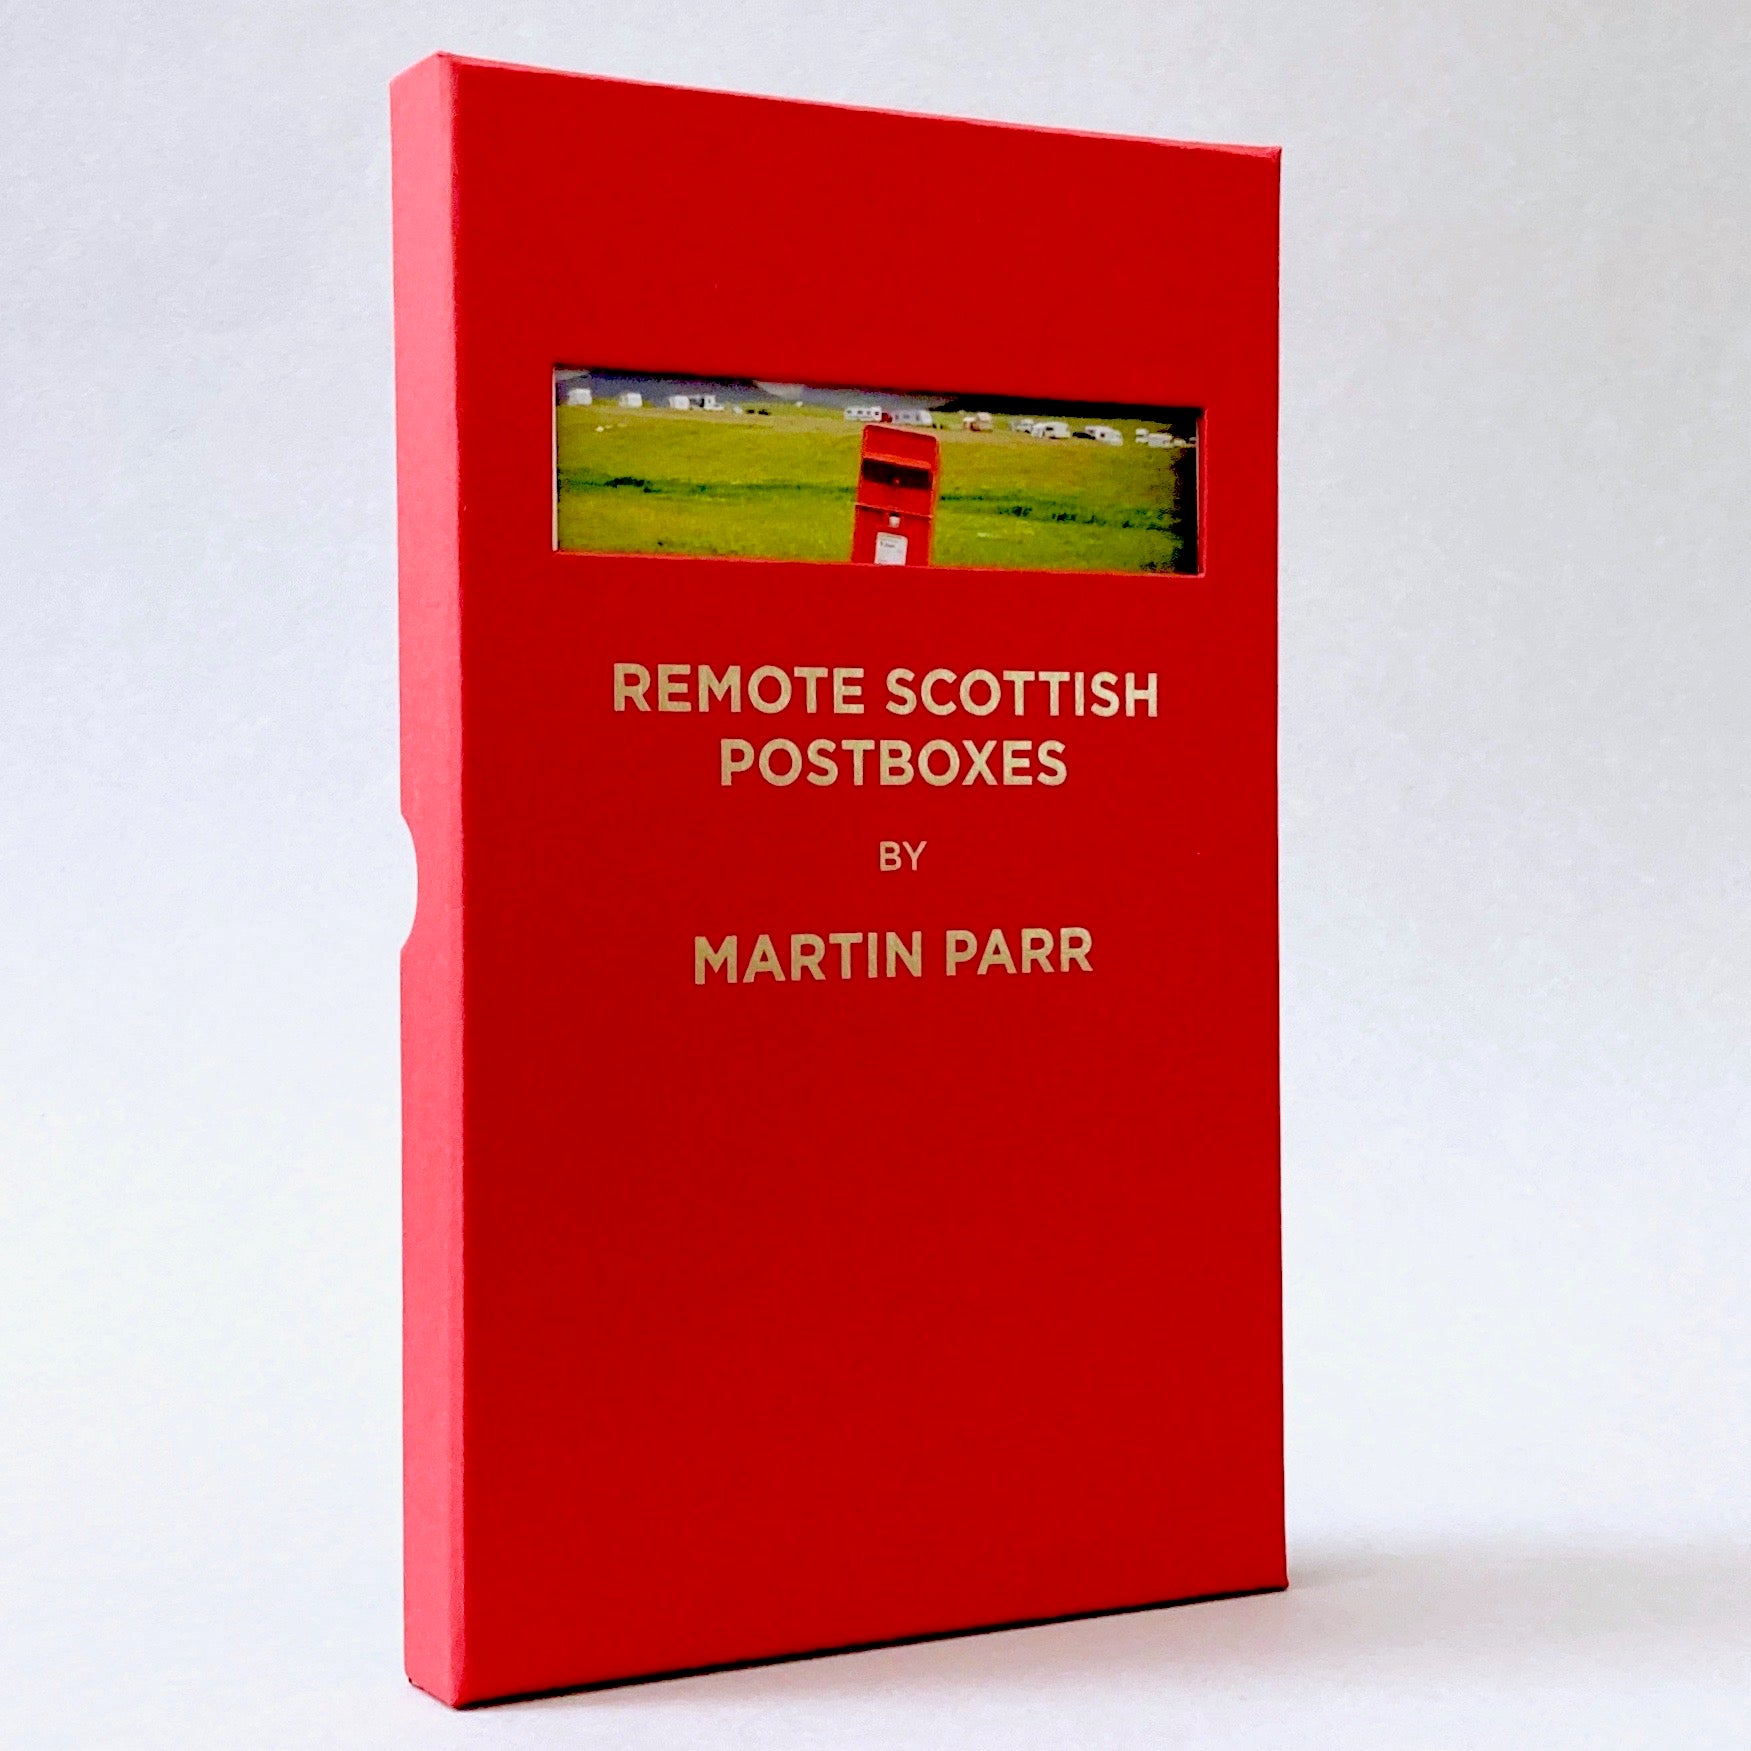 REMOTE SCOTTISH
POSTBOXES
BY
MARTIN PARR